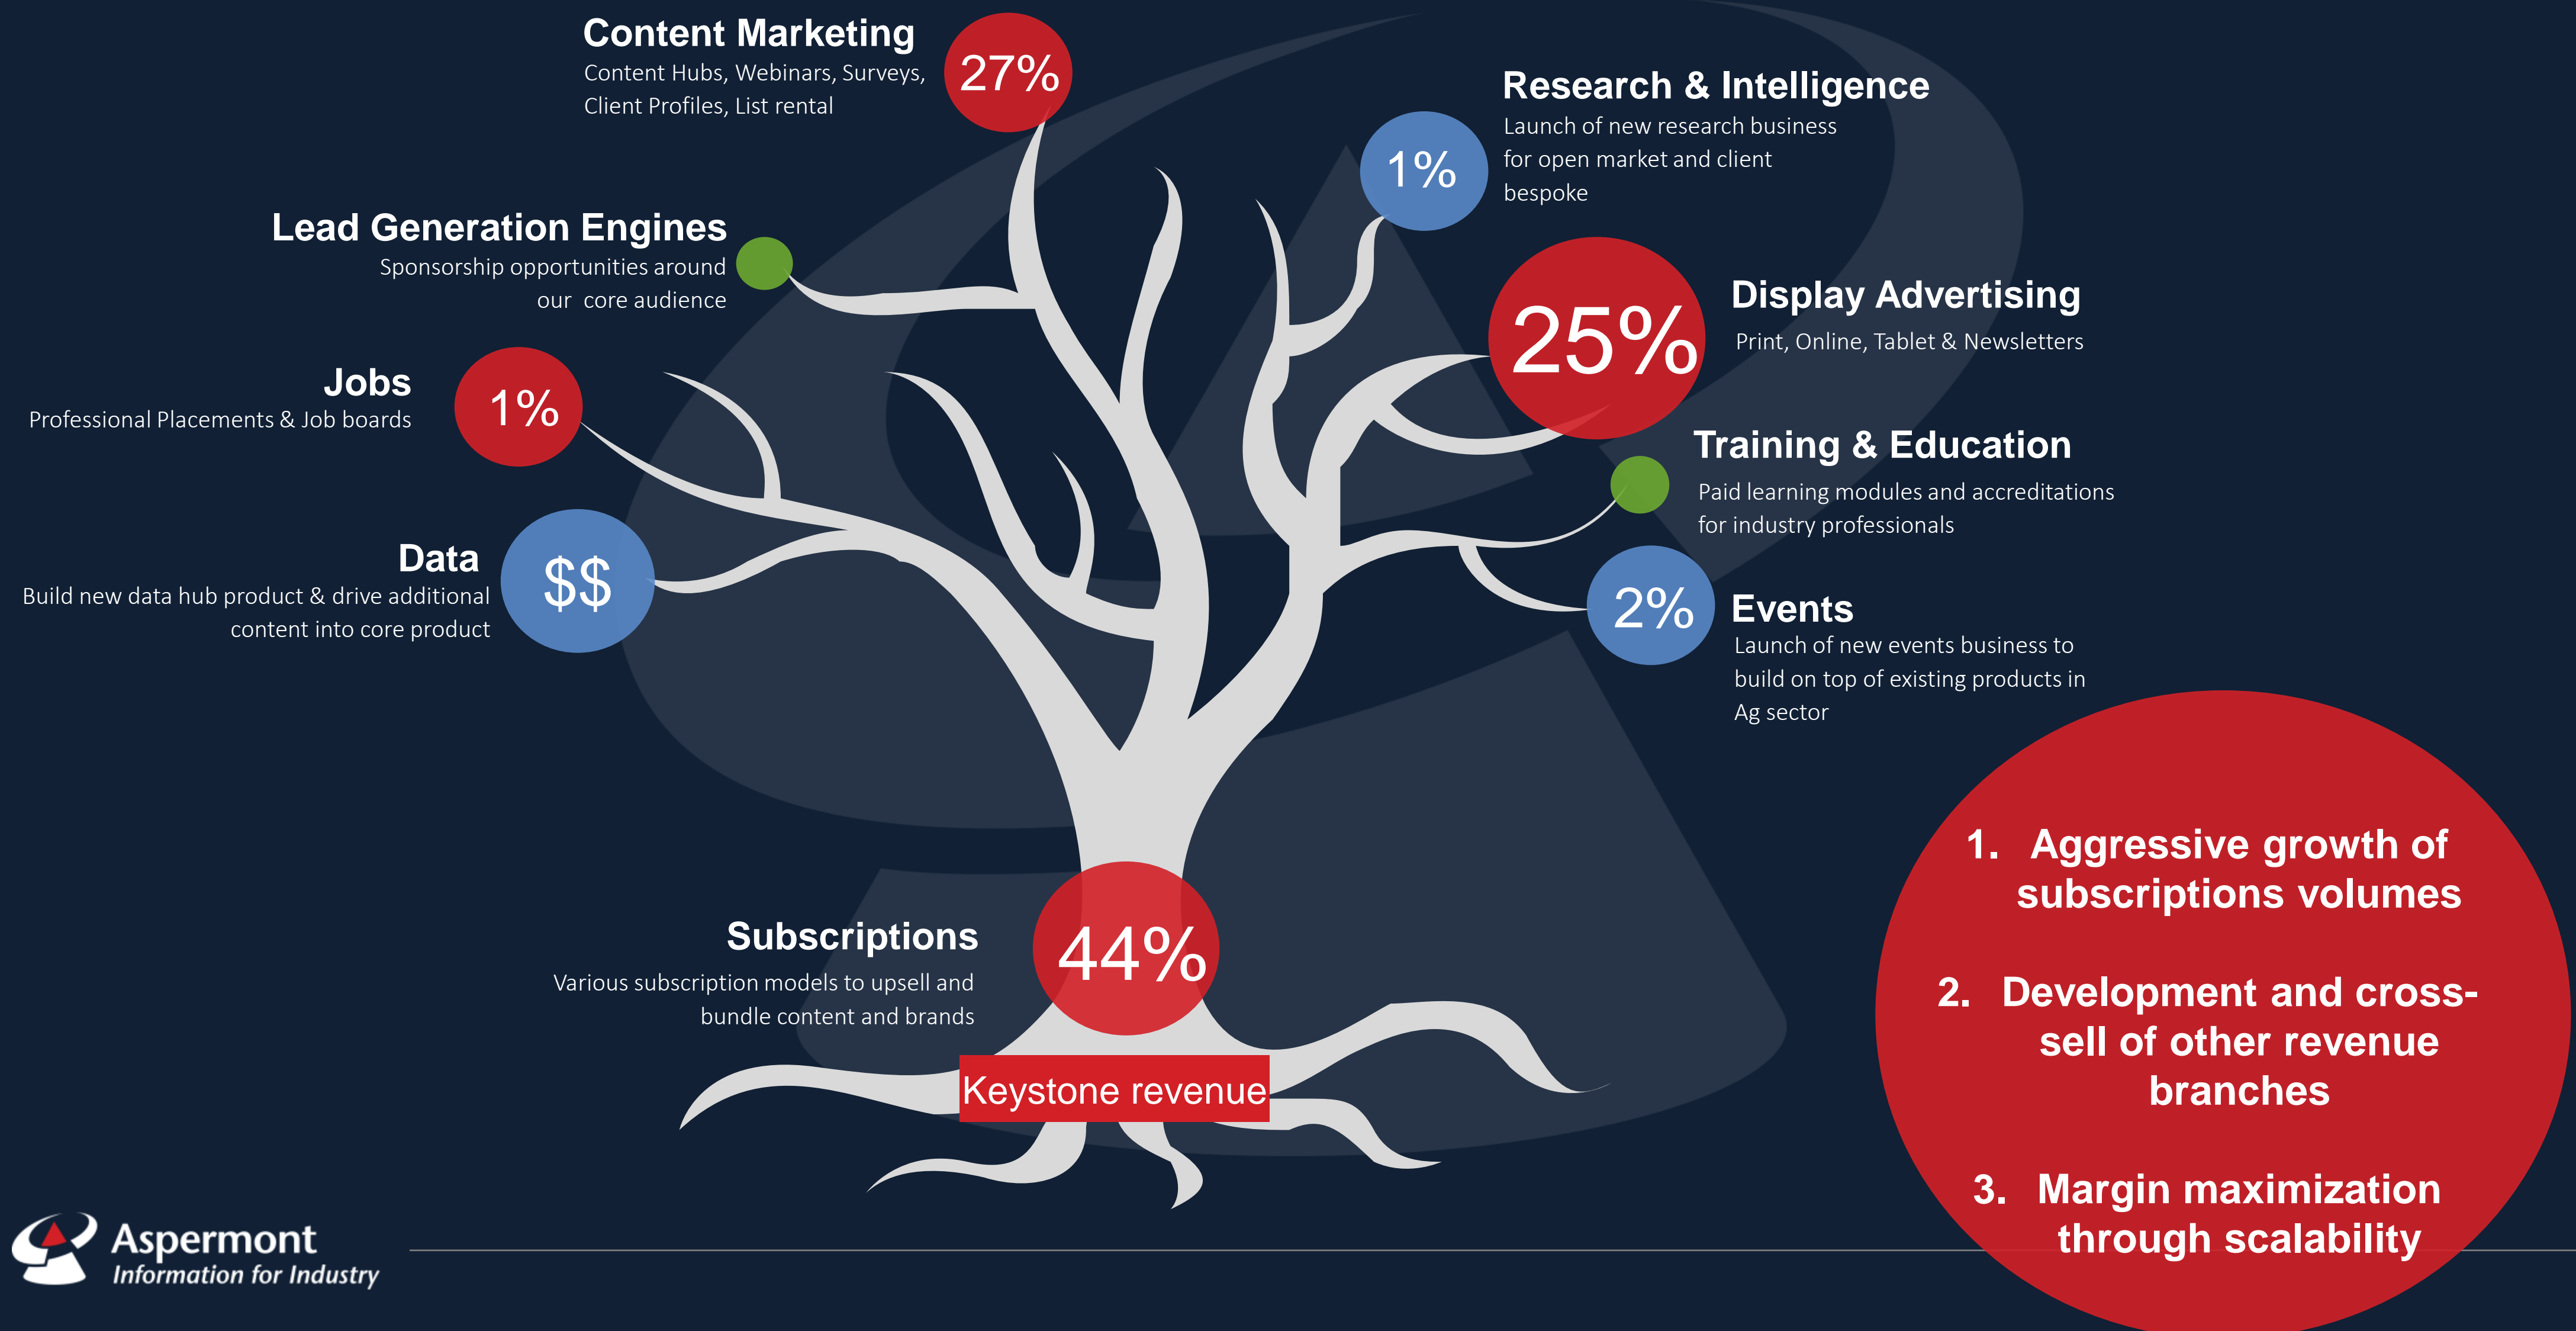 Content Marketing
Content Hubs, Webinars, Surveys,
Client Profiles, List rental
27%
Research & Intelligence
Launch of new research business
for open market and client
bespoke
1%
Lead Generation Engines
Sponsorship opportunities around
our core audience
25%
Display Advertising
Print, Online, Tablet & Newsletters
Jobs
Professional Placements & Job boards
1%
Training & Education
Paid learning modules and accreditations
for industry professionals
Data
Build new data hub product & drive additional
content into core product
$$
2%
Events
Launch of new events business to
build on top of existing products in
Ag sector
Subscriptions
Various subscription models to upsell and
bundle content and brands
44%
Keystone revenue
1. Aggressive growth of
subscriptions volumes
2. Development and cross-
sell of other revenue
branches
3. Margin maximization
through scalability
Aspermont
Information for Industry